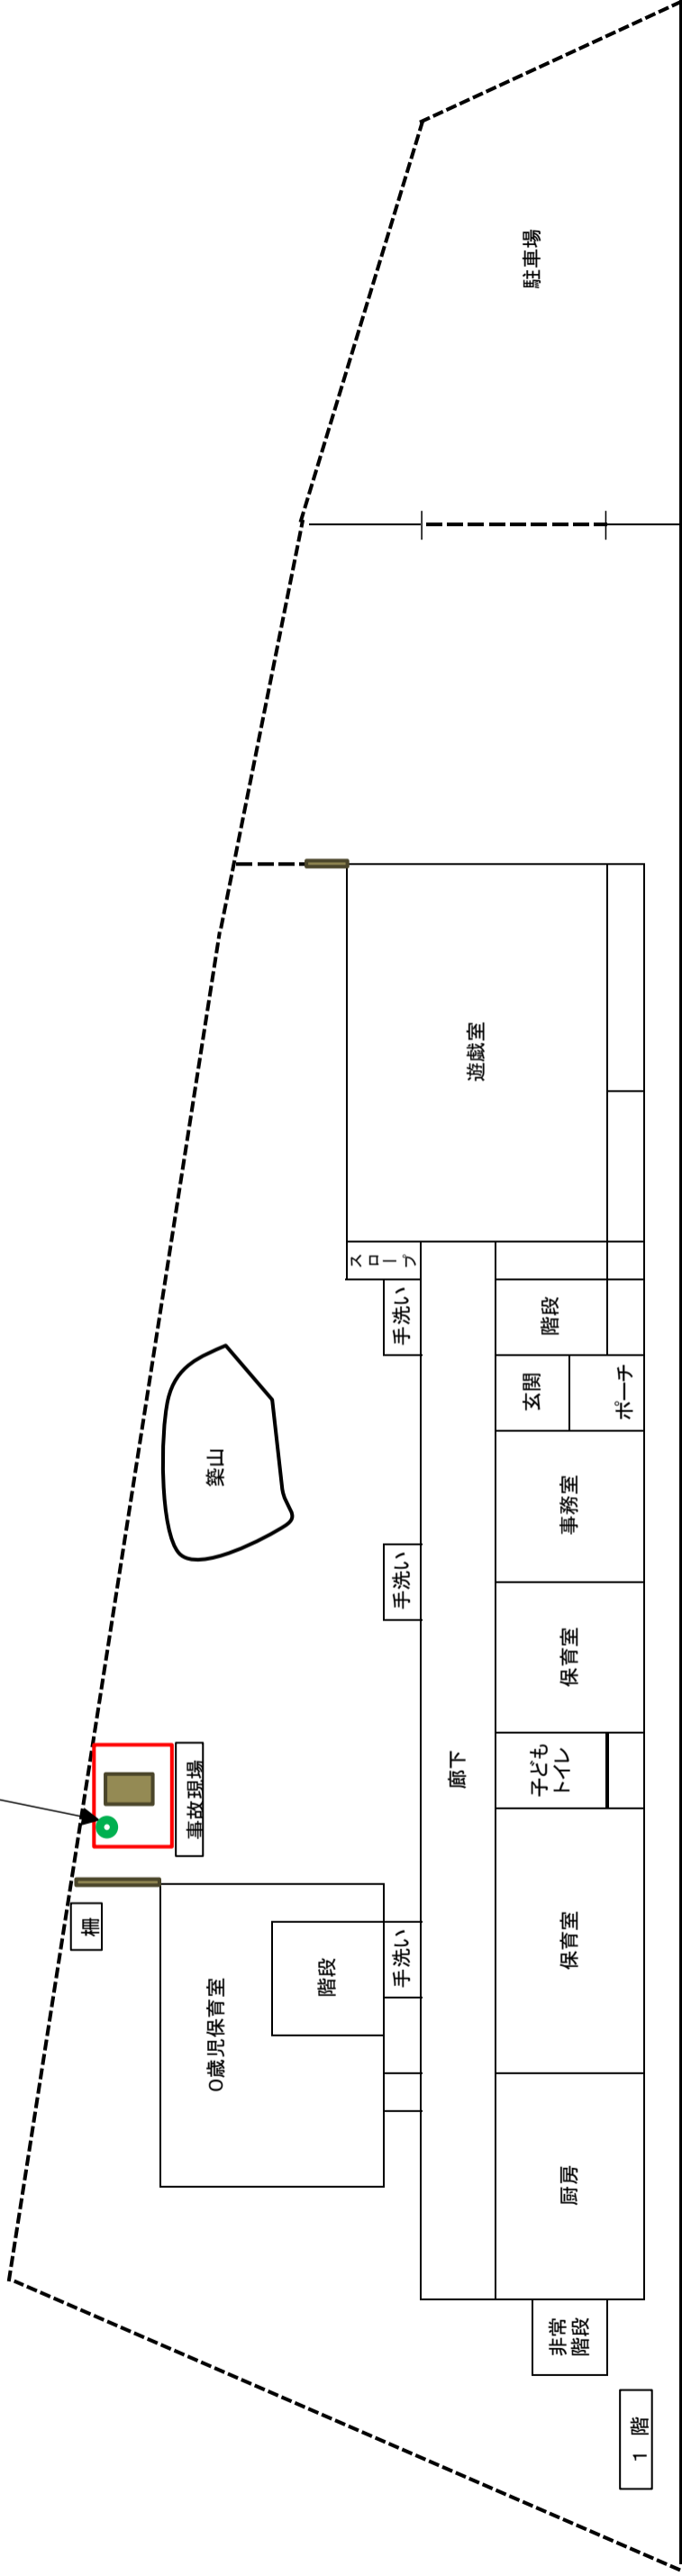 駐車場
遊戯室
スロープ
手洗い
階段
玄関
ポーチ
築山
事務室
手洗い
保育室
事故現場
廊下
子ども
トイレ
柵
0歳児保育室
階段
手洗い
保育室
厨房
非常
階段
1 階